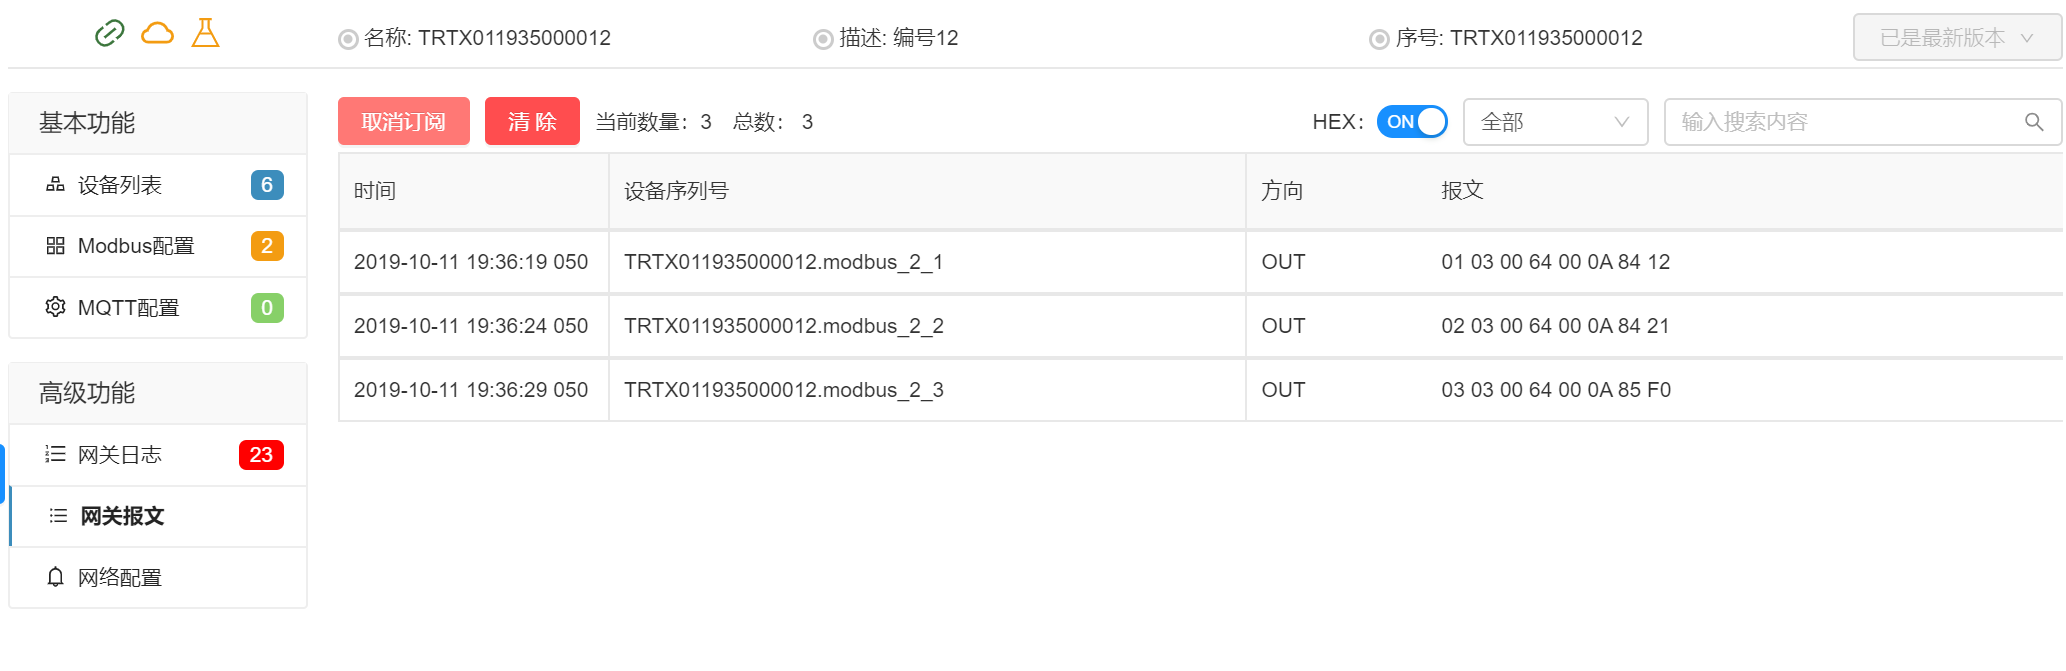 名称: TRTX011935000012 描述: 编号12 序号: TRTX011935000012 已是最新版本
基本功能
设备列表 6
Modbus配置 2
MQTT配置 0
高级功能
网关日志 23
网关报文
网络配置
取消订阅 清 除 当前数量: 3 总数: 3 HEX: ON 全部 输入搜索内容
时间 设备序列号 方向 报文
2019-10-11 19:36:19 050 TRTX011935000012.modbus_2_1 OUT 01 03 00 64 00 0A 84 12
2019-10-11 19:36:24 050 TRTX011935000012.modbus_2_2 OUT 02 03 00 64 00 0A 84 21
2019-10-11 19:36:29 050 TRTX011935000012.modbus_2_3 OUT 03 03 00 64 00 0A 85 F0